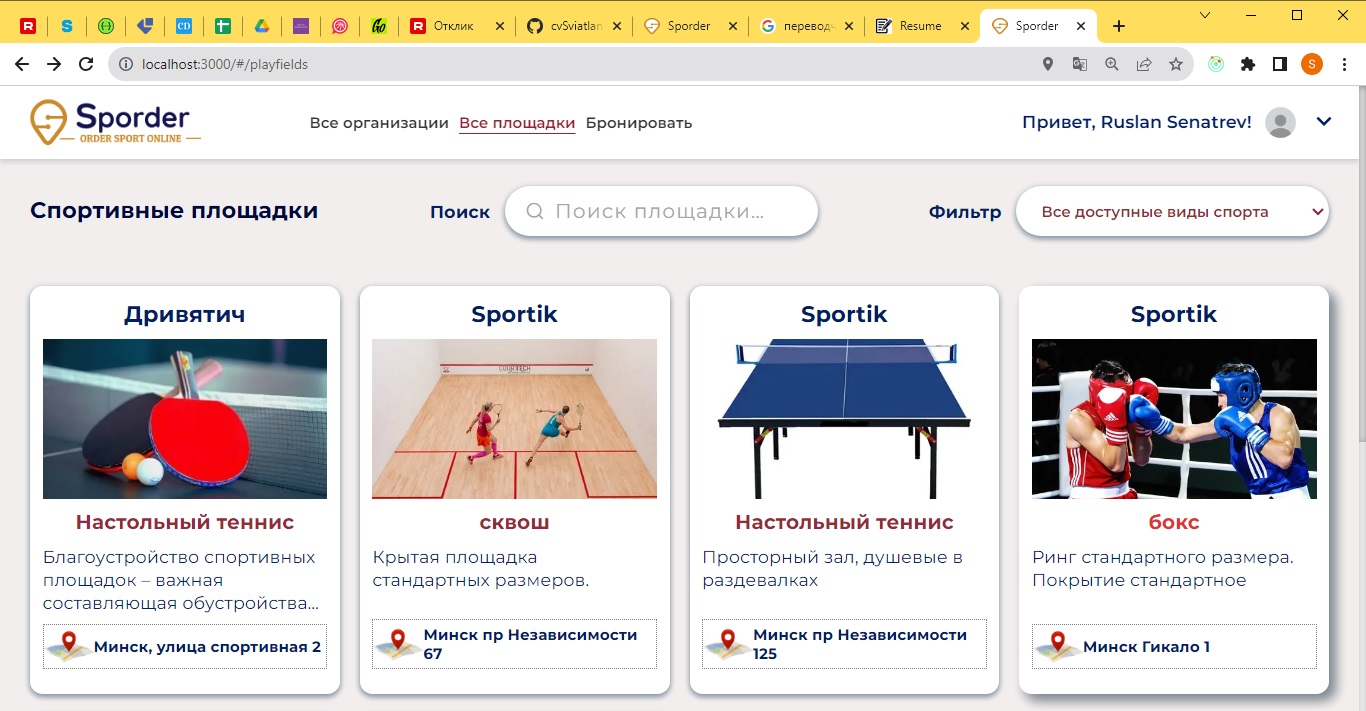 Отклик
cvSviatlan
Sporder
переводч
Resume
Sporder
localhost:3000/#/playfields
S
Sporder
ORDER SPORT ONLINE
Все организации Все площадки Бронировать
Привет, Ruslan Senatrev!
Спортивные площадки
Поиск
Поиск площадки...
Фильтр
Все доступные виды спорта
Дривятич
Настольный теннис
Благоустройство спортивных
площадок – важная
составляющая обустройства...
Минск, улица спортивная 2
Sportik
COURTECH
сквош
Крытая площадка
стандартных размеров.
Минск пр Независимости
67
Sportik
Настольный теннис
Просторный зал, душевые в
раздевалках
Минск пр Независимости
125
Sportik
бокс
Ринг стандартного размера.
Покрытие стандартное
Минск Гикало 1